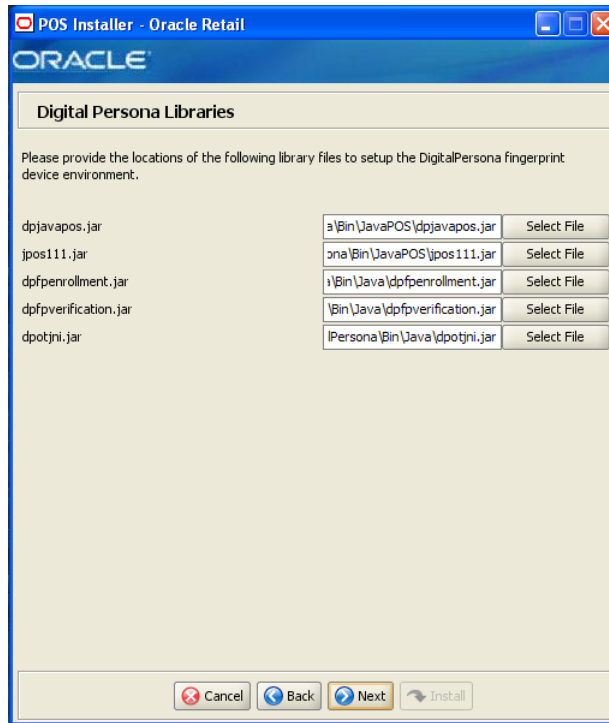 POS Installer - Oracle Retail
ORACLE
Digital Persona Libraries
Please provide the locations of the following library files to setup the DigitalPersona fingerprint
device environment.
dpjavapos.jar a\Bin\JavaPOS\dpjavapos.jar Select File
jpos111.jar ona\Bin\JavaPOS\jpos111.jar Select File
dpfpenrollment.jar a\Bin\Java\dpfpenrollment.jar Select File
dpfpverification.jar \Bin\Java\dpfpverification.jar Select File
dpotjni.jar lPersona\Bin\Java\dpotjni.jar Select File
Cancel Back Next Install